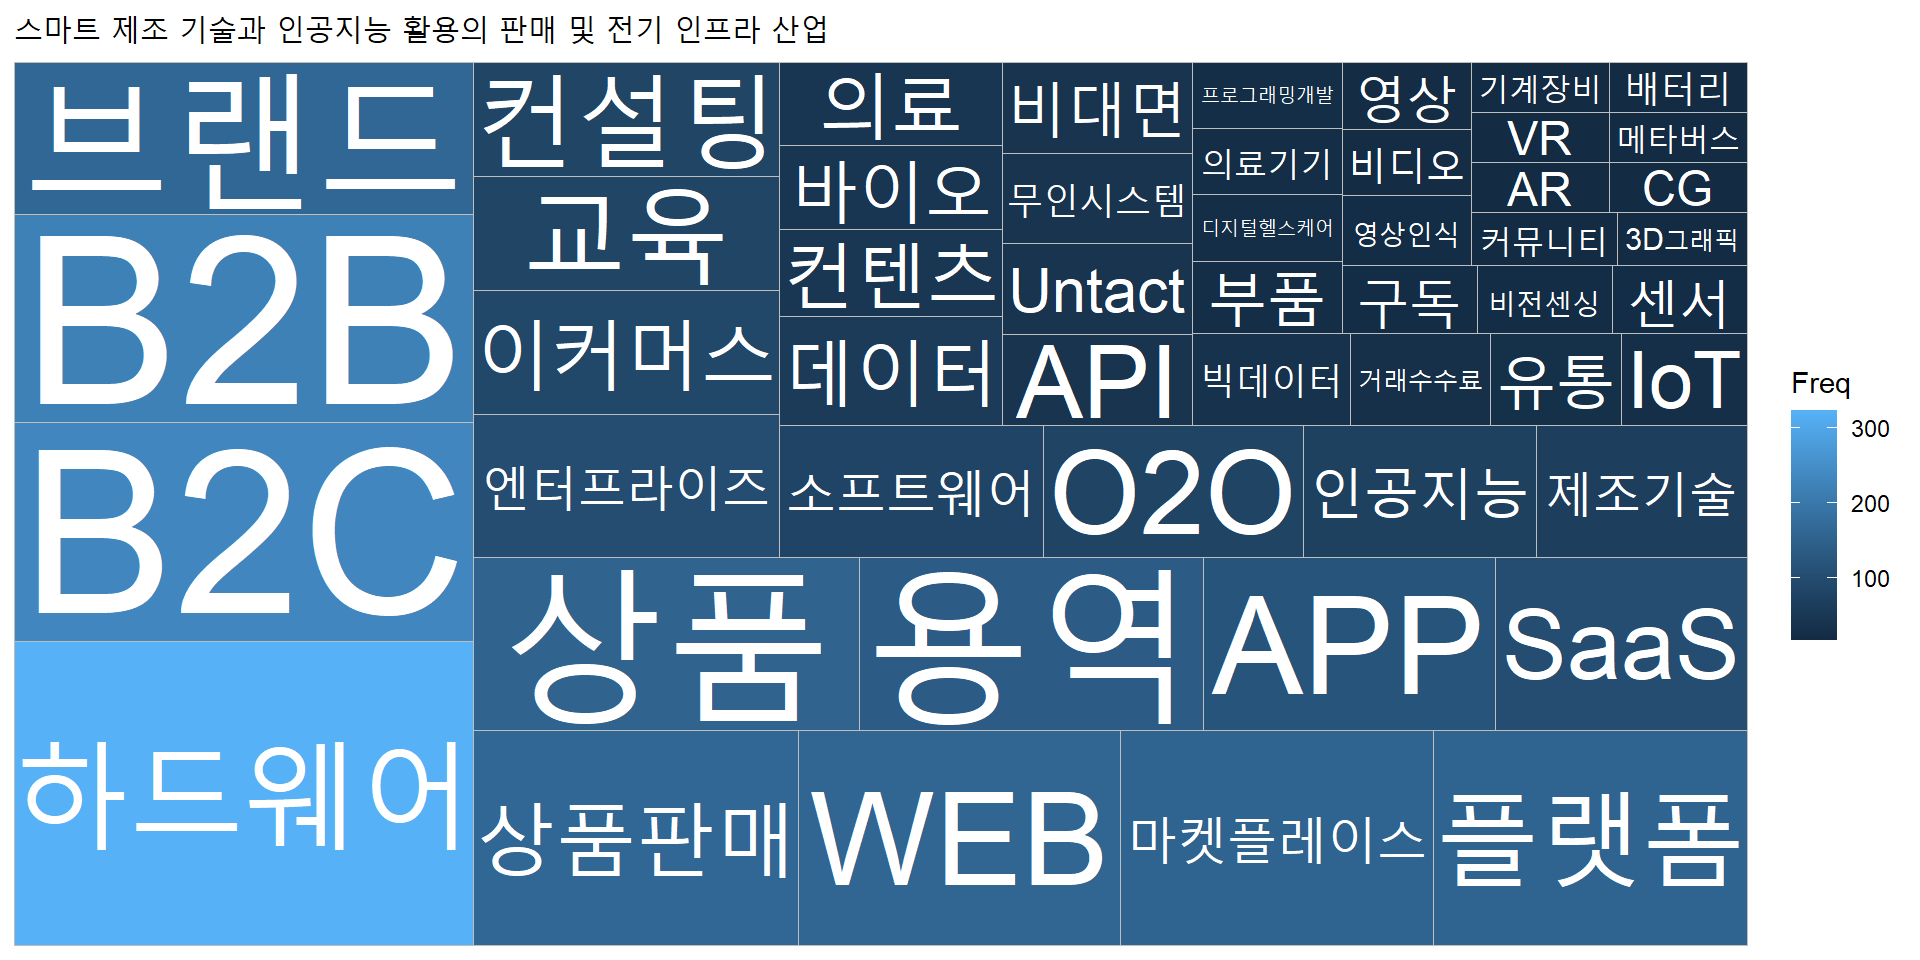 스마트 제조 기술과 인공지능 활용의 판매 및 전기 인프라 산업
브랜드
B2B
B2C
하드웨어
컨설팅
교육
이커머스
엔터프라이즈
의료
바이오
컨텐츠
데이터
비대면
무인시스템
Untact
API
프로그래밍개발
의료기기
디지털헬스케어
부품
영상
비디오
영상인식
구독
기계장비
배터리
VR
메타버스
AR
CG
커뮤니티
3D그래픽
비전센싱
센서
빅데이터
거래수수료
유통
IoT
소프트웨어
O2O
인공지능
제조기술
상품
용역
APP
SaaS
상품판매
WEB
마켓플레이스
플랫폼
Freq
300
200
100